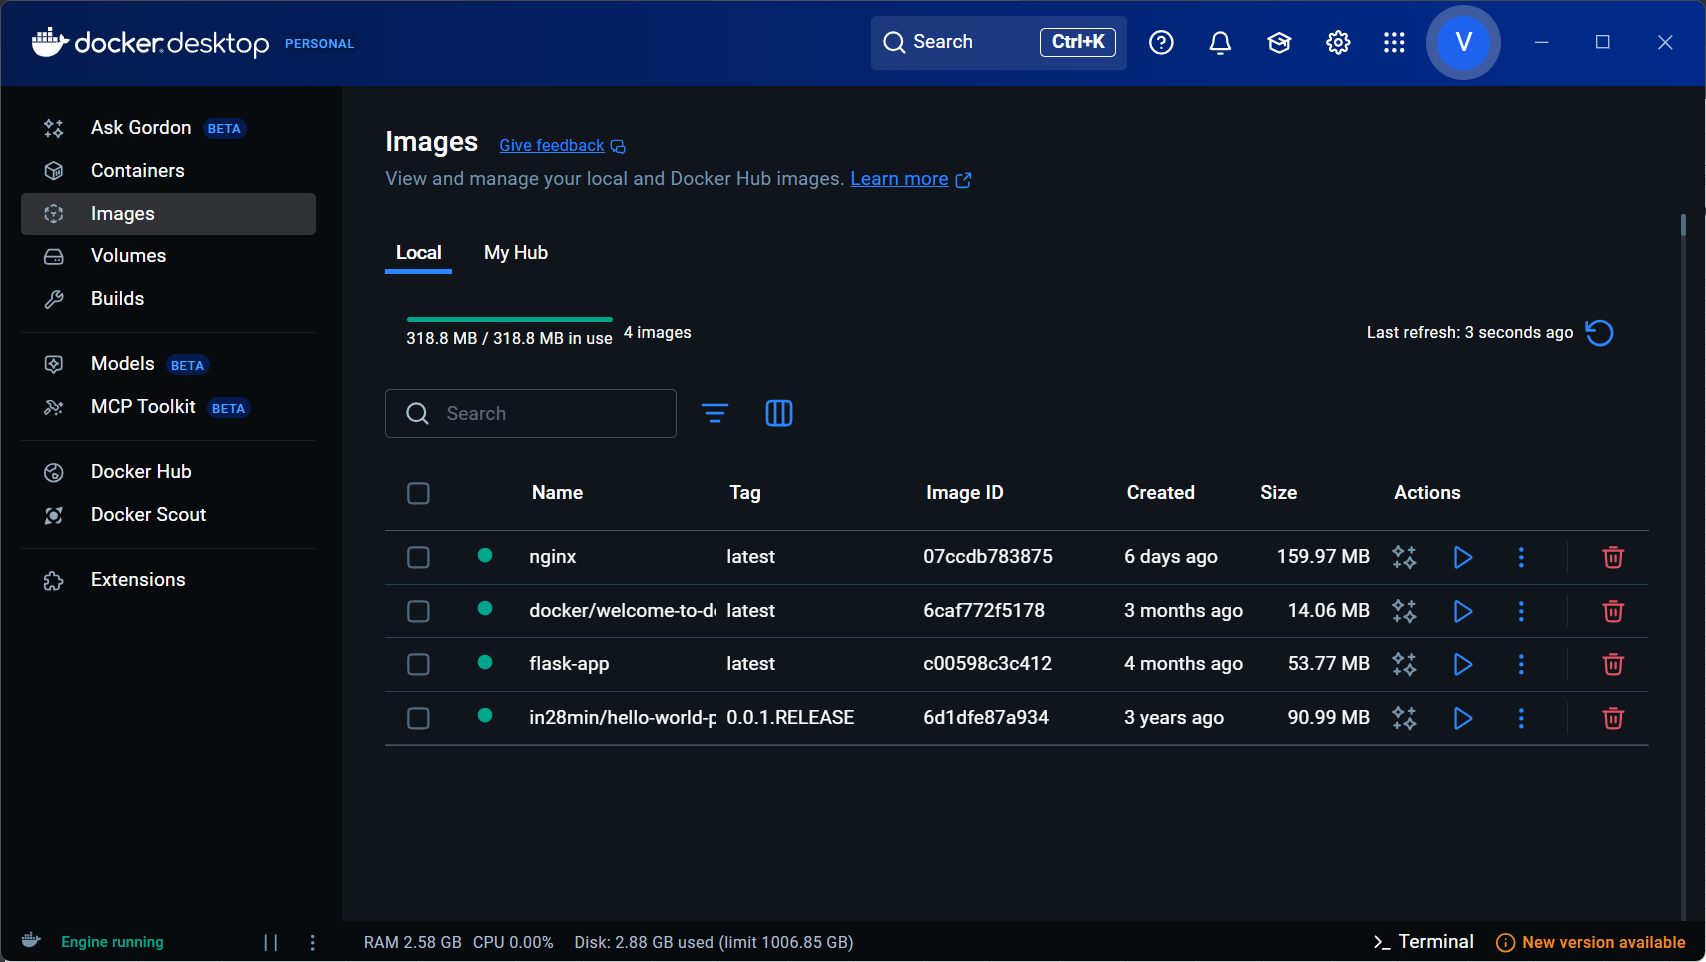 docker.desktop PERSONAL Search Ctrl+K V
Ask Gordon BETA
Containers
Images
Volumes
Builds
Models BETA
MCP Toolkit BETA
Docker Hub
Docker Scout
Extensions
Images Give feedback
View and manage your local and Docker Hub images. Learn more
Local My Hub
318.8 MB / 318.8 MB in use 4 images Last refresh: 3 seconds ago
Search
Name Tag Image ID Created Size Actions
nginx latest 07ccdb783875 6 days ago 159.97 MB
docker/welcome-to-do latest 6caf772f5178 3 months ago 14.06 MB
flask-app latest c00598c3c412 4 months ago 53.77 MB
in28min/hello-world-p 0.0.1.RELEASE 6d1dfe87a934 3 years ago 90.99 MB
Engine running RAM 2.58 GB CPU 0.00% Disk: 2.88 GB used (limit 1006.85 GB) Terminal New version available